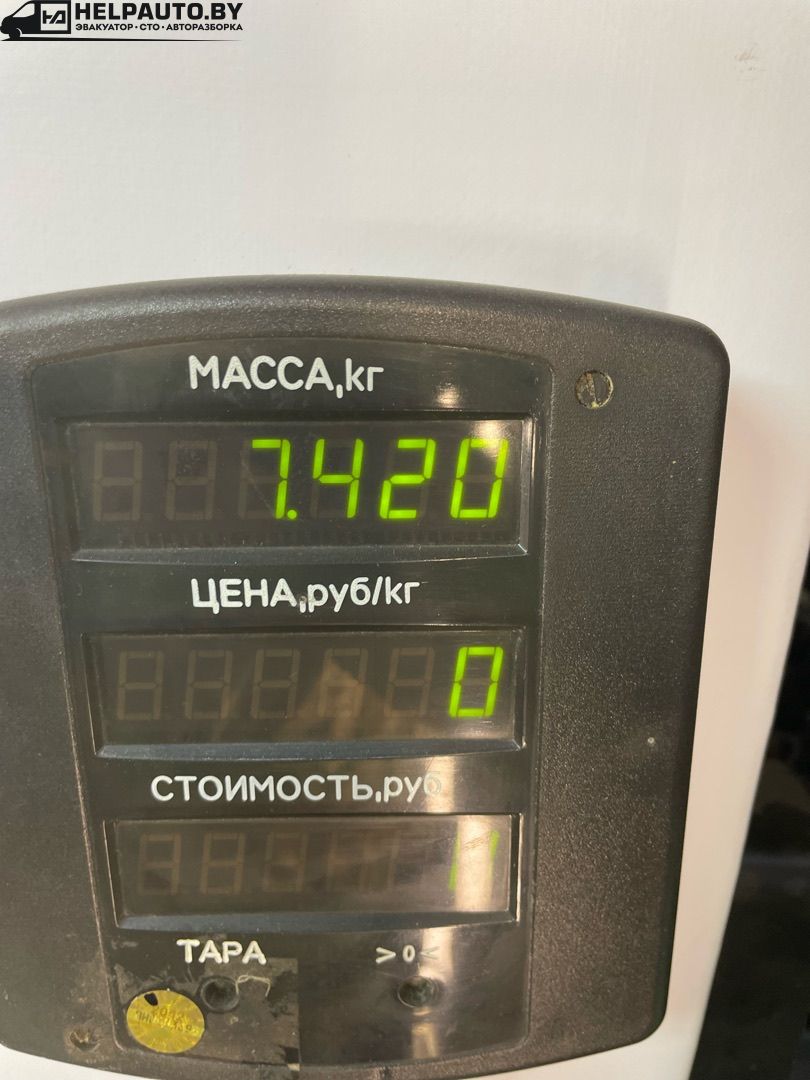 HELPAUTO.BY
ЭВАКУАТОР • СТО • АВТОРАЗБОРКА
МАССА,кг
7.420
ЦЕНА,руб/кг
0
СТОИМОСТЬ,руб
ТАРА
>0<